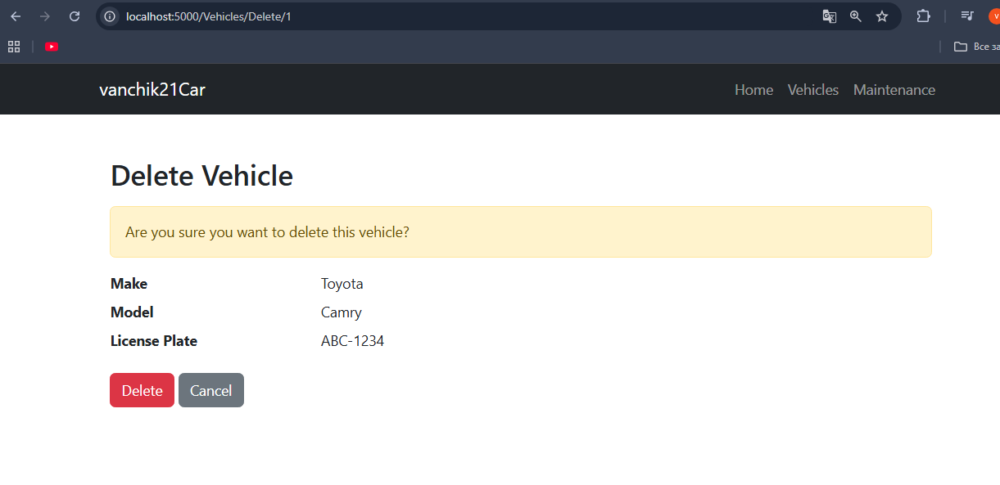 localhost:5000/Vehicles/Delete/1
Все за
vanchik21Car Home Vehicles Maintenance
Delete Vehicle
Are you sure you want to delete this vehicle?
Make Toyota
Model Camry
License Plate ABC-1234
Delete Cancel